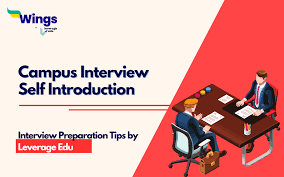 Wings
Campus Interview
Self Introduction
Interview Preparation Tips by
Leverage Edu